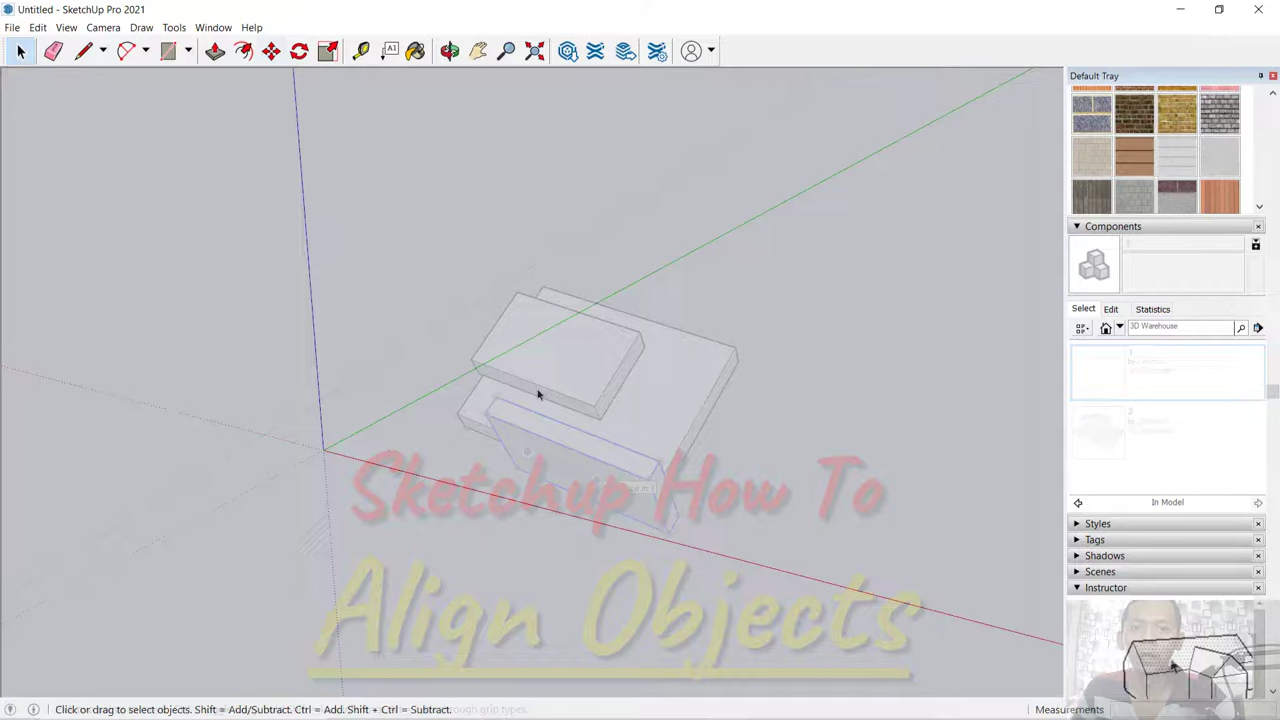 Untitled - SketchUp Pro 2021
File Edit View Camera Draw Tools Window Help
A1
Default Tray
Components
Select Edit Statistics
3D Warehouse
In Model
Styles
Tags
Shadows
Scenes
Instructor
Sketchup How To
Align Objects
Click or drag to select objects. Shift = Add/Subtract. Ctrl = Add. Shift + Ctrl = Subtract.
Measurements